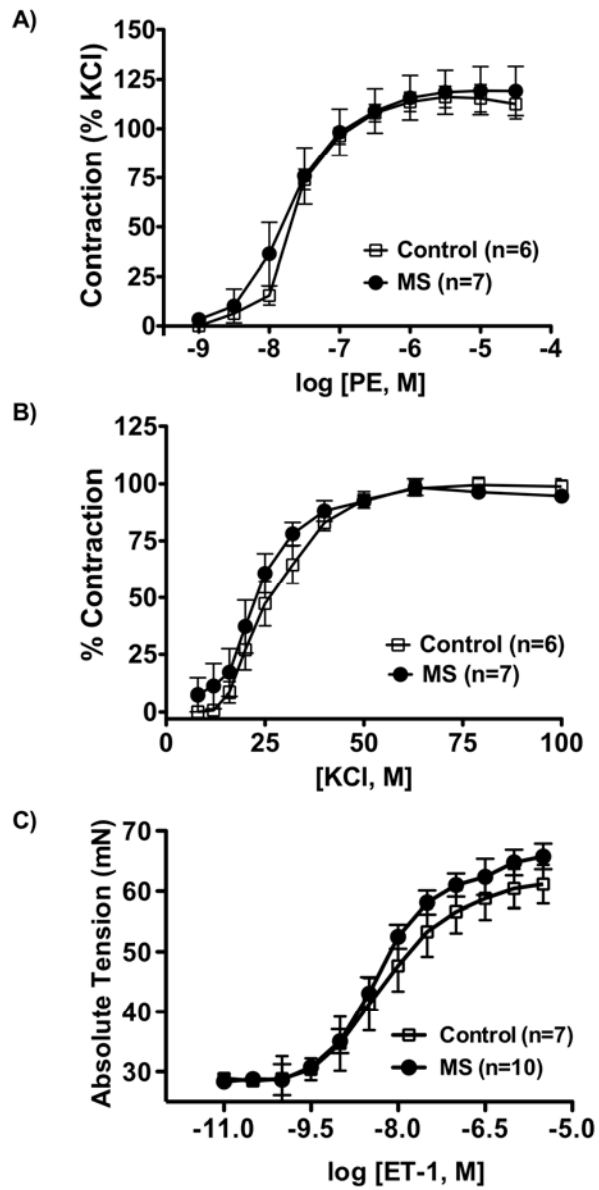 A)
Contraction (% KCl)
150
125
100
75
50
25
0
Control (n=6)
MS (n=7)
-9 -8 -7 -6 -5 -4
log [PE, M]
B)
% Contraction
125
100
75
50
25
0
Control (n=6)
MS (n=7)
0 25 50 75 100
[KCl, M]
C)
Absolute Tension (mN)
70
60
50
40
30
Control (n=7)
MS (n=10)
-11.0 -9.5 -8.0 -6.5 -5.0
log [ET-1, M]